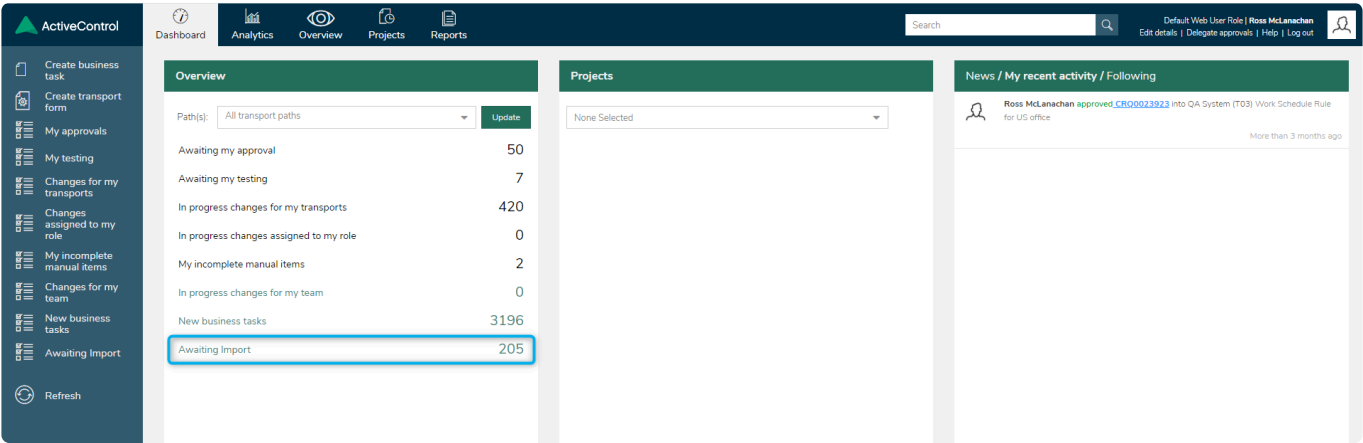 ActiveControl
Dashboard
Analytics
Overview
Projects
Reports
Search
Default Web User Role | Ross McLanachan
Edit details | Delegate approvals | Help | Log out
Create business
task
Create transport
form
My approvals
My testing
Changes for my
transports
Changes
assigned to my
role
My incomplete
manual items
Changes for my
team
New business
tasks
Awaiting Import
Refresh
Overview
Path(s): All transport paths Update
Awaiting my approval 50
Awaiting my testing 7
In progress changes for my transports 420
In progress changes assigned to my role 0
My incomplete manual items 2
In progress changes for my team 0
New business tasks 3196
Awaiting Import 205
Projects
None Selected
News / My recent activity / Following
Ross McLanachan approved CRQ0023923 into QA System (T03) Work Schedule Rule
for US office
More than 3 months ago